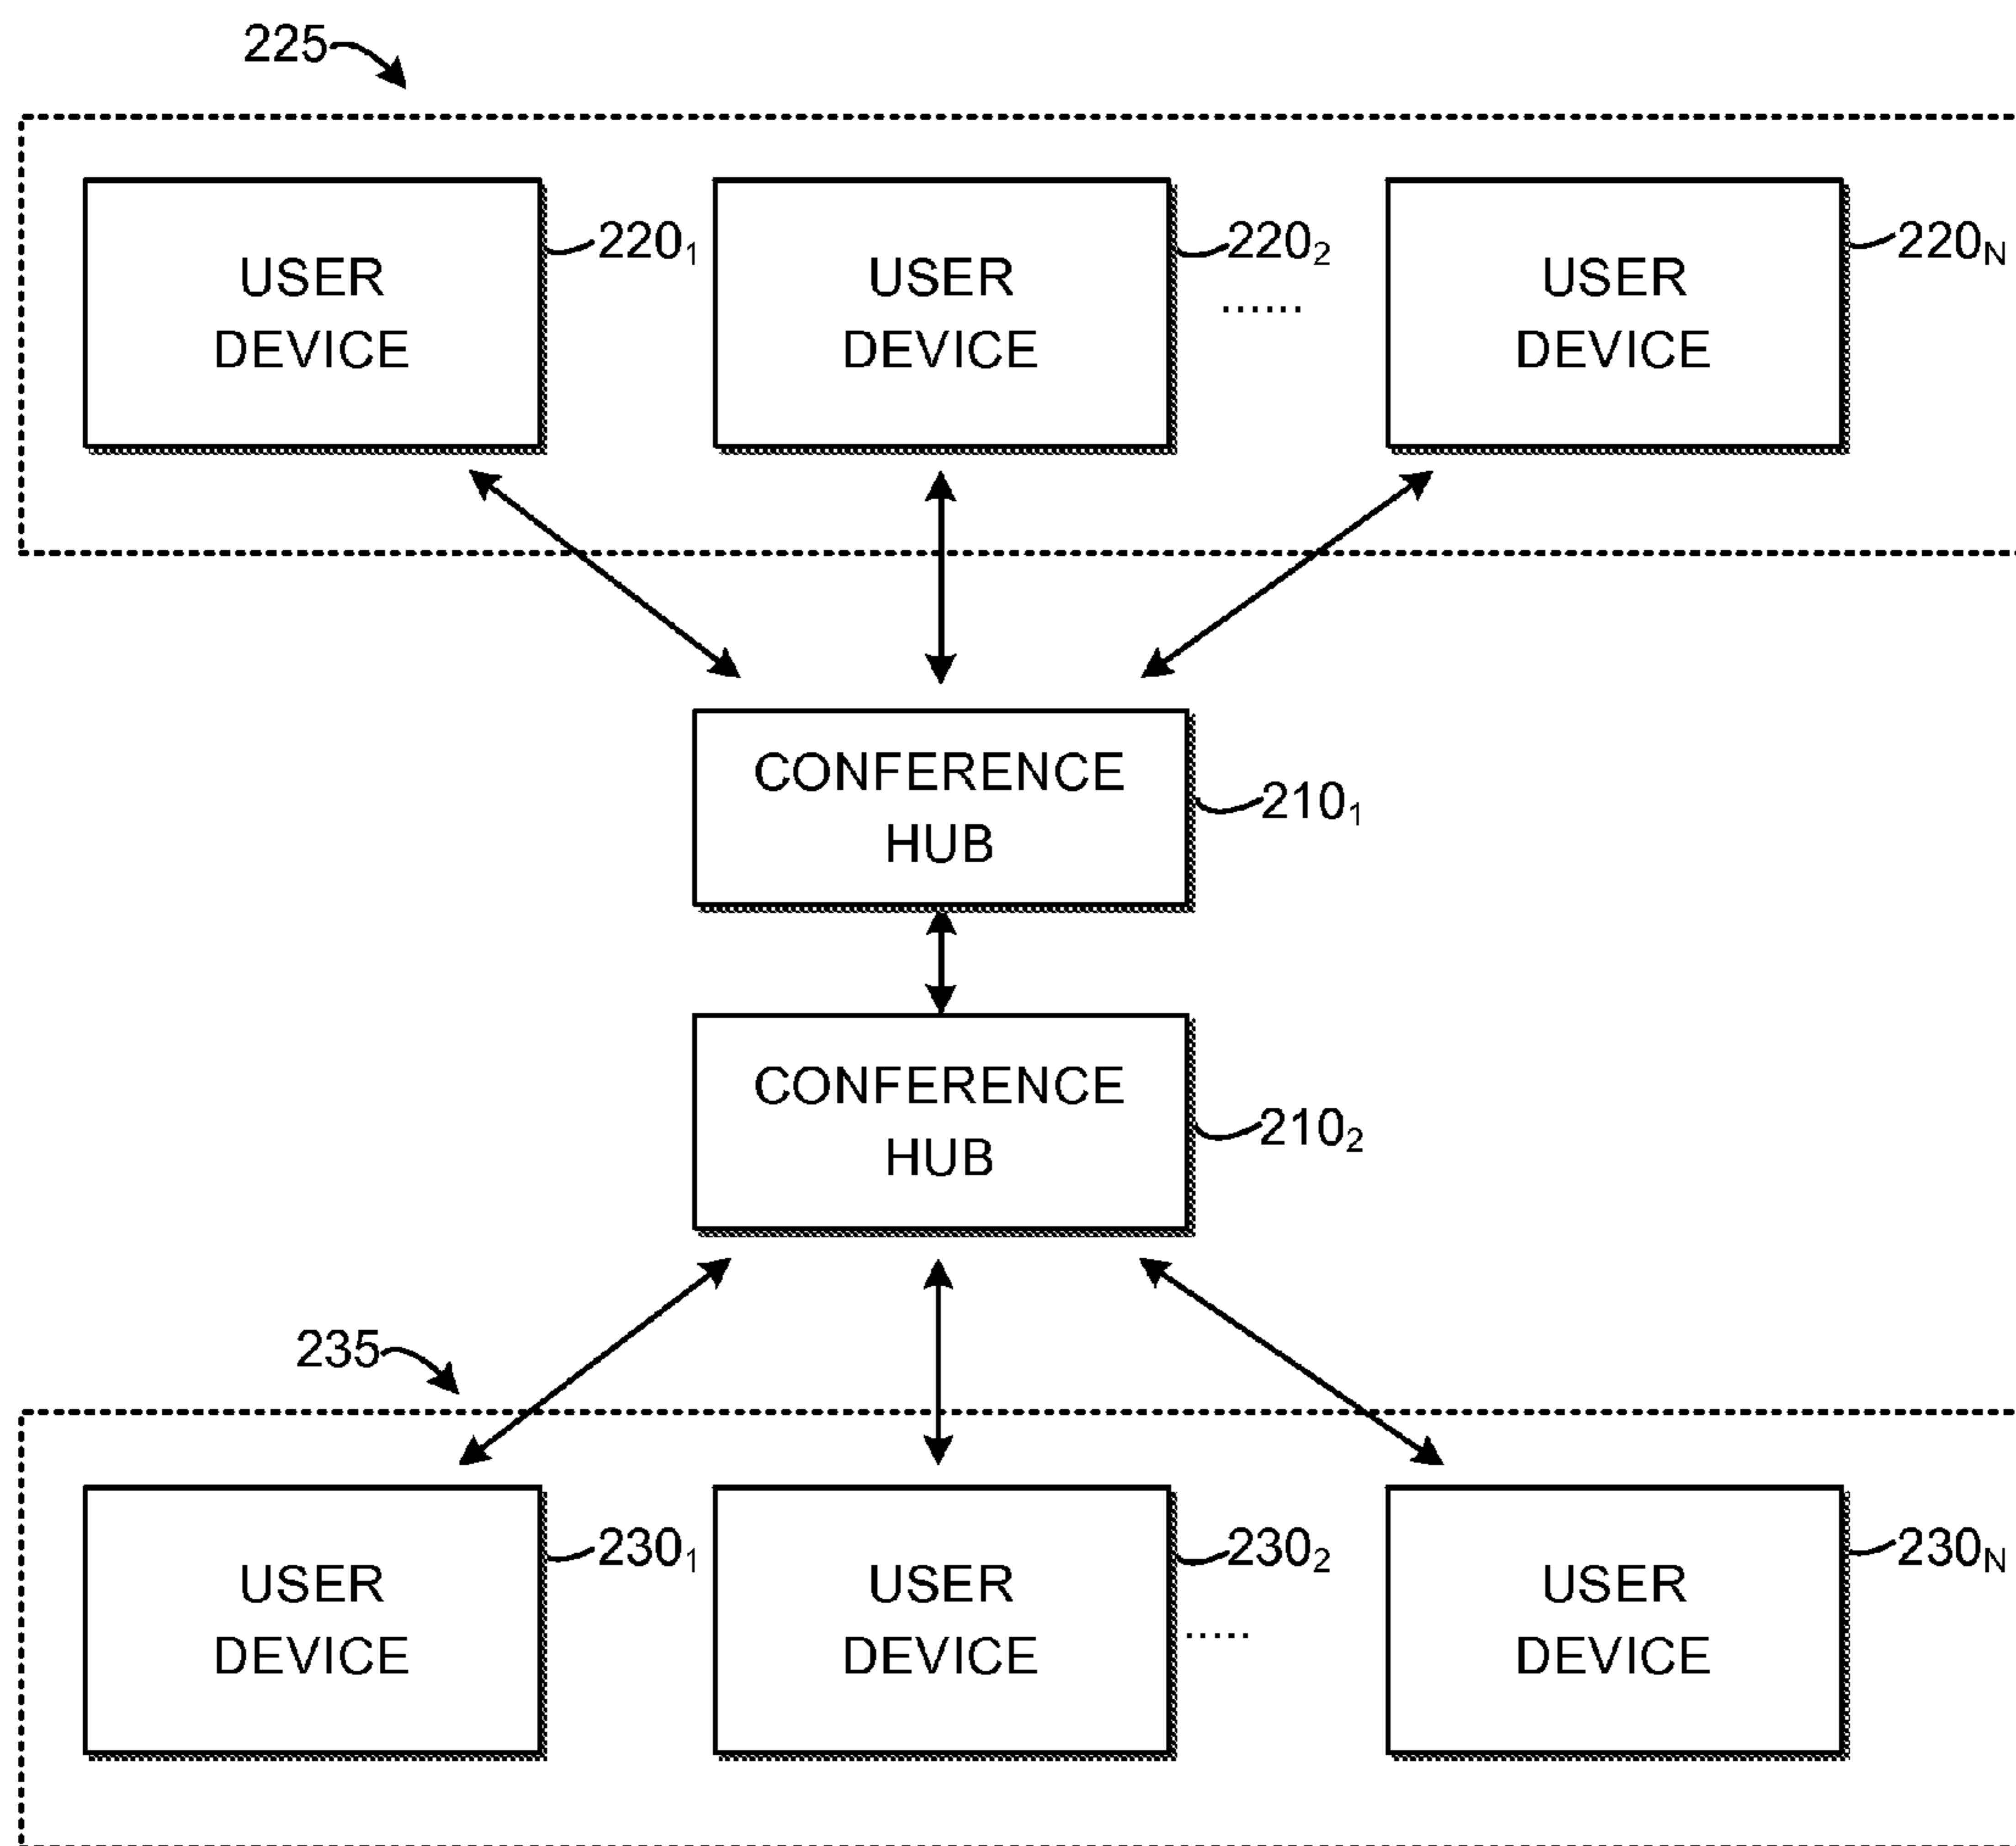 225
USER
DEVICE
220₁
USER
DEVICE
220₂
......
USER
DEVICE
220N
CONFERENCE
HUB
210₁
CONFERENCE
HUB
210₂
235
USER
DEVICE
230₁
USER
DEVICE
230₂
.....
USER
DEVICE
230N